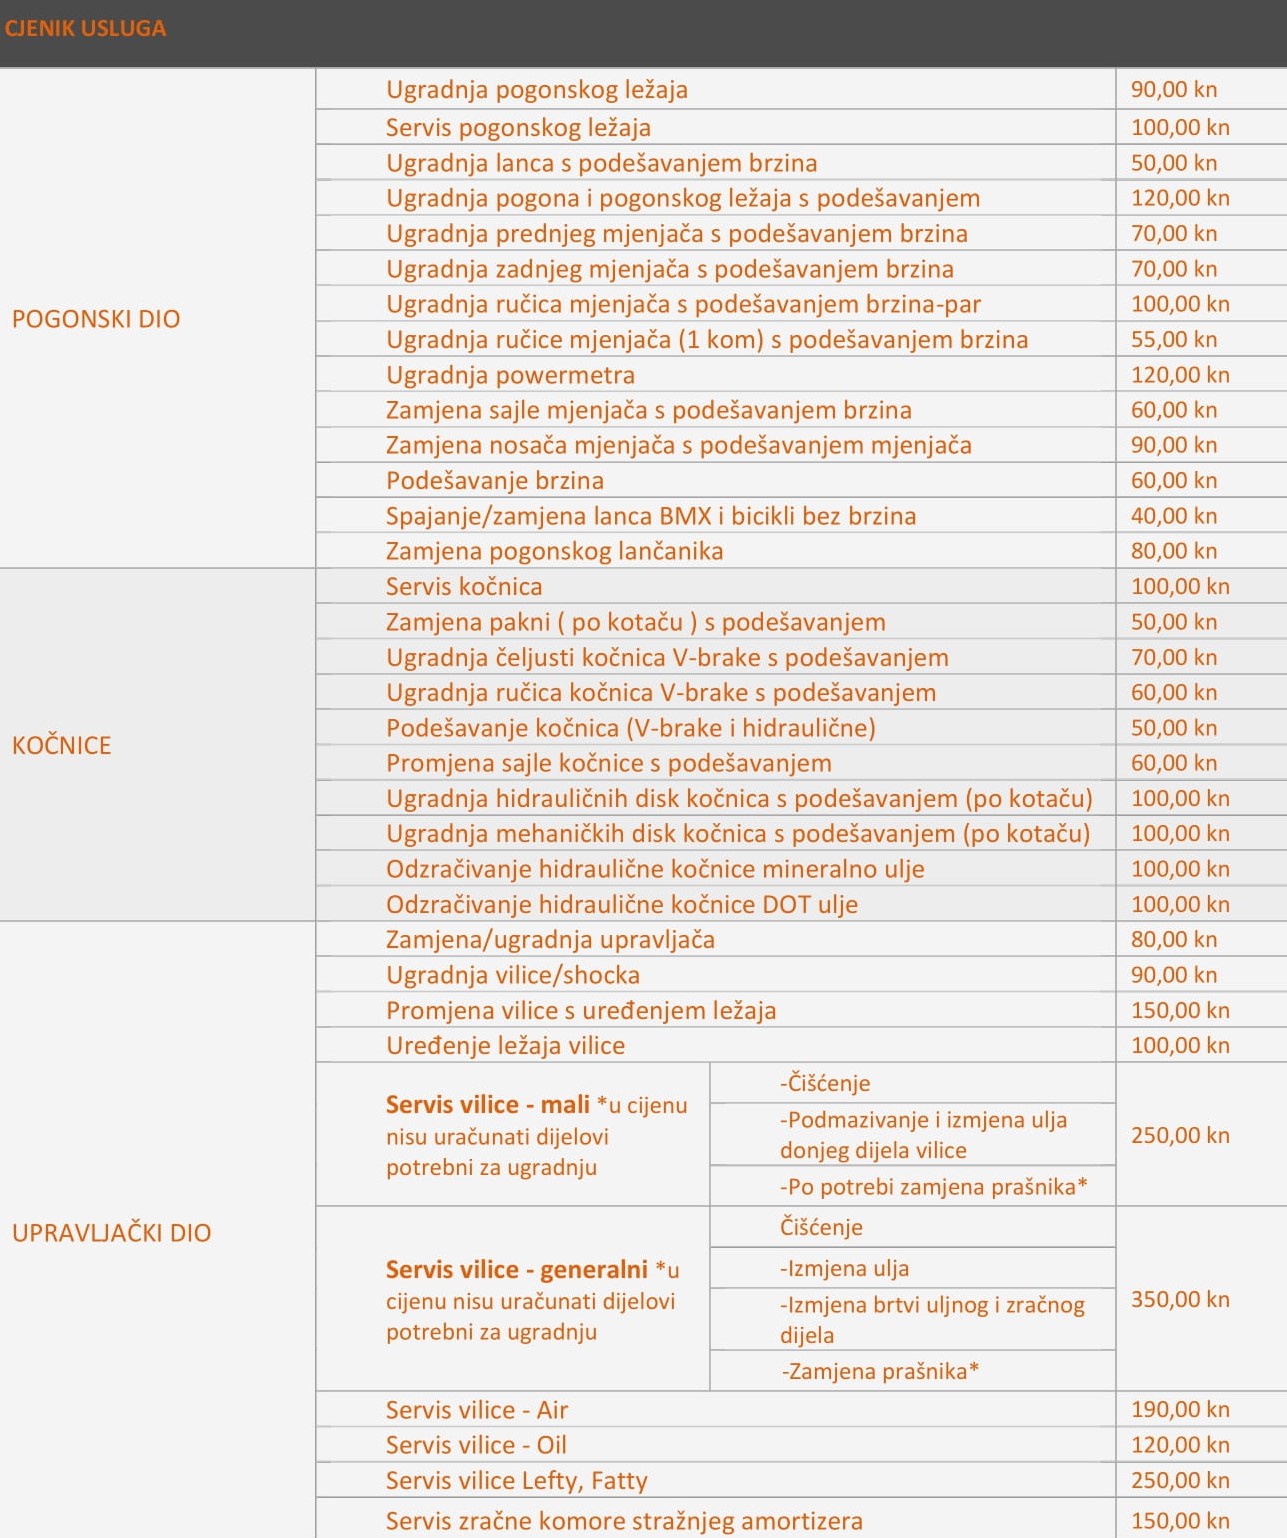 CJENIK USLUGA
POGONSKI DIO
Ugradnja pogonskog ležaja 90,00 kn
Servis pogonskog ležaja 100,00 kn
Ugradnja lanca s podešavanjem brzina 50,00 kn
Ugradnja pogona i pogonskog ležaja s podešavanjem 120,00 kn
Ugradnja prednjeg mjenjača s podešavanjem brzina 70,00 kn
Ugradnja zadnjeg mjenjača s podešavanjem brzina 70,00 kn
Ugradnja ručica mjenjača s podešavanjem brzina-par 100,00 kn
Ugradnja ručice mjenjača (1 kom) s podešavanjem brzina 55,00 kn
Ugradnja powermetra 120,00 kn
Zamjena sajle mjenjača s podešavanjem brzina 60,00 kn
Zamjena nosača mjenjača s podešavanjem mjenjača 90,00 kn
Podešavanje brzina 60,00 kn
Spajanje/zamjena lanca BMX i bicikli bez brzina 40,00 kn
Zamjena pogonskog lančanika 80,00 kn
KOČNICE
Servis kočnica 100,00 kn
Zamjena pakni ( po kotaču ) s podešavanjem 50,00 kn
Ugradnja čeljusti kočnica V-brake s podešavanjem 70,00 kn
Ugradnja ručica kočnica V-brake s podešavanjem 60,00 kn
Podešavanje kočnica (V-brake i hidraulične) 50,00 kn
Promjena sajle kočnice s podešavanjem 60,00 kn
Ugradnja hidrauličnih disk kočnica s podešavanjem (po kotaču) 100,00 kn
Ugradnja mehaničkih disk kočnica s podešavanjem (po kotaču) 100,00 kn
Odzračivanje hidraulične kočnice mineralno ulje 100,00 kn
Odzračivanje hidraulične kočnice DOT ulje 100,00 kn
UPRAVLJAČKI DIO
Zamjena/ugradnja upravljača 80,00 kn
Ugradnja vilice/shocka 90,00 kn
Promjena vilice s uređenjem ležaja 150,00 kn
Uređenje ležaja vilice 100,00 kn
Servis vilice - mali *u cijenu
nisu uračunati dijelovi
potrebni za ugradnju
-Čišćenje
-Podmazivanje i izmjena ulja
donjeg dijela vilice
-Po potrebi zamjena prašnika*
250,00 kn
Servis vilice - generalni *u
cijenu nisu uračunati dijelovi
potrebni za ugradnju
Čišćenje
-Izmjena ulja
-Izmjena brtvi uljnog i zračnog
dijela
-Zamjena prašnika*
350,00 kn
Servis vilice - Air 190,00 kn
Servis vilice - Oil 120,00 kn
Servis vilice Lefty, Fatty 250,00 kn
Servis zračne komore stražnjeg amortizera 150,00 kn